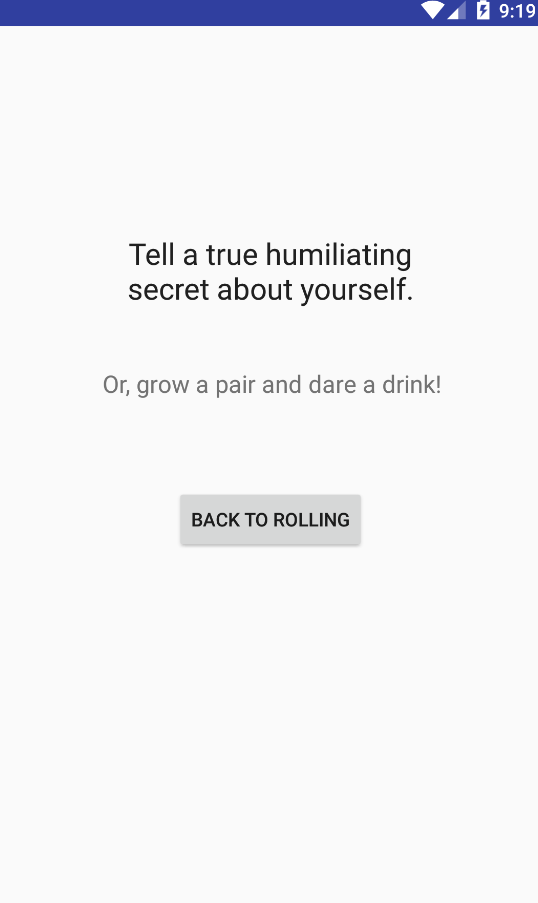 9:19
Tell a true humiliating
secret about yourself.
Or, grow a pair and dare a drink!
BACK TO ROLLING